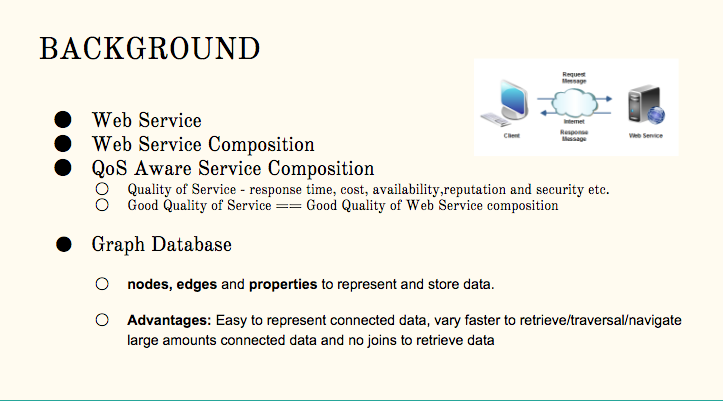 BACKGROUND
Request
Message
Internet
Client
Response
Message
Web Service
● Web Service
● Web Service Composition
● QoS Aware Service Composition
○ Quality of Service - response time, cost, availability,reputation and security etc.
○ Good Quality of Service == Good Quality of Web Service composition
● Graph Database
○ nodes, edges and properties to represent and store data.
○ Advantages: Easy to represent connected data, vary faster to retrieve/traversal/navigate
large amounts connected data and no joins to retrieve data